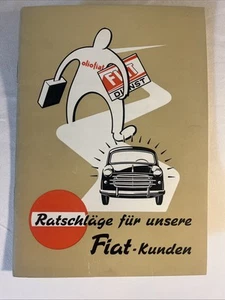 FIAT
DIENST
Ratschläge für unsere
Fiat-Kunden